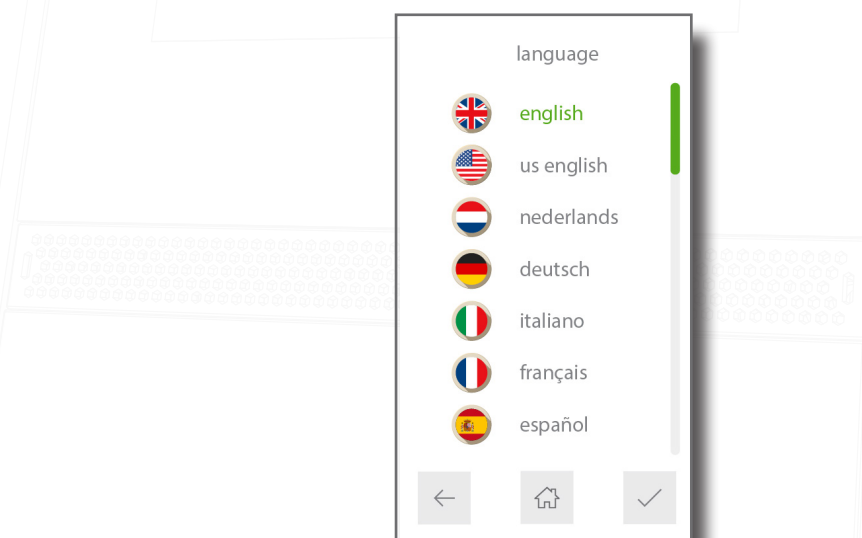 language
english
us english
nederlands
deutsch
italiano
français
español